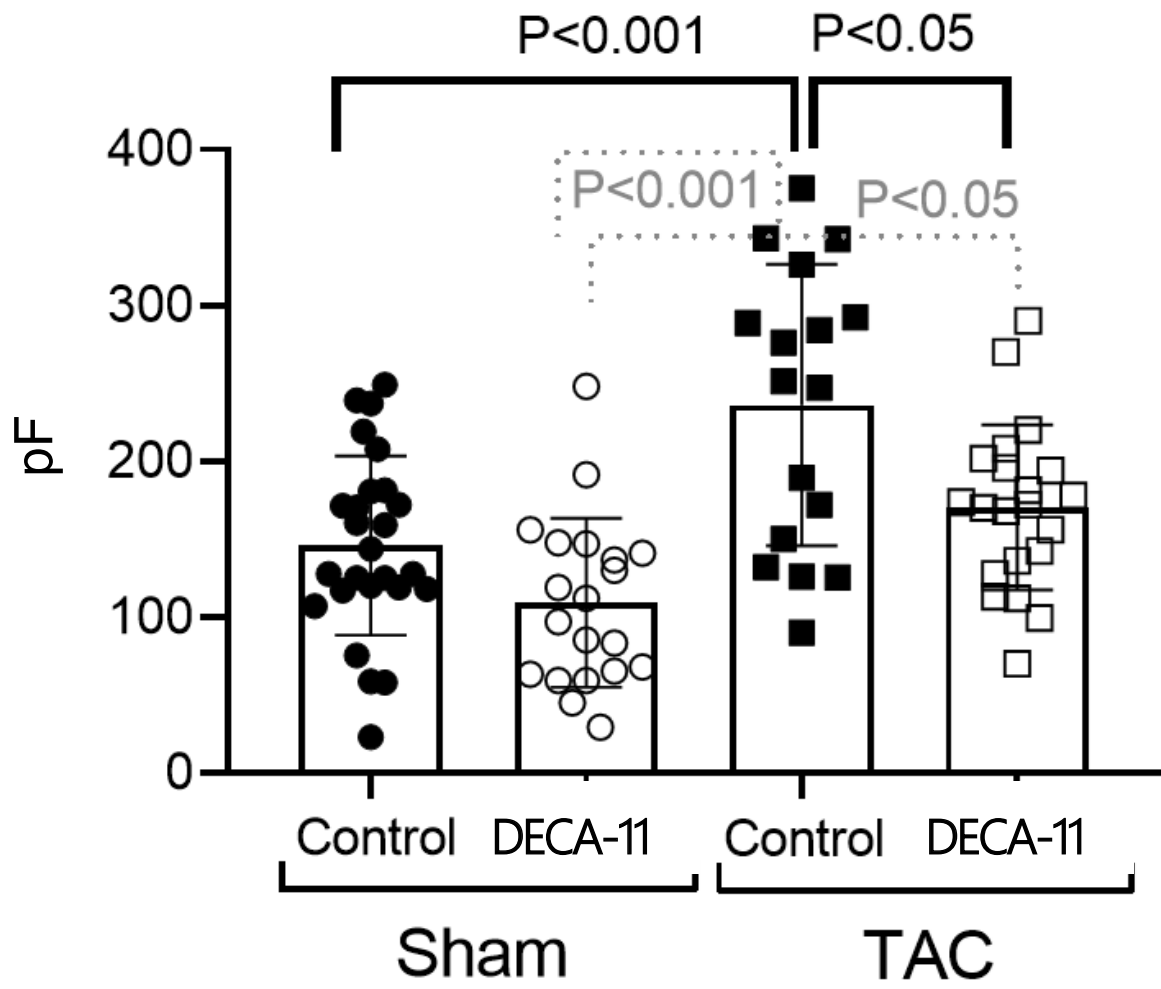 P<0.001 P<0.05
400
P<0.001 P<0.05
300
pF
200
100
0
Control DECA-11 Control DECA-11
Sham TAC